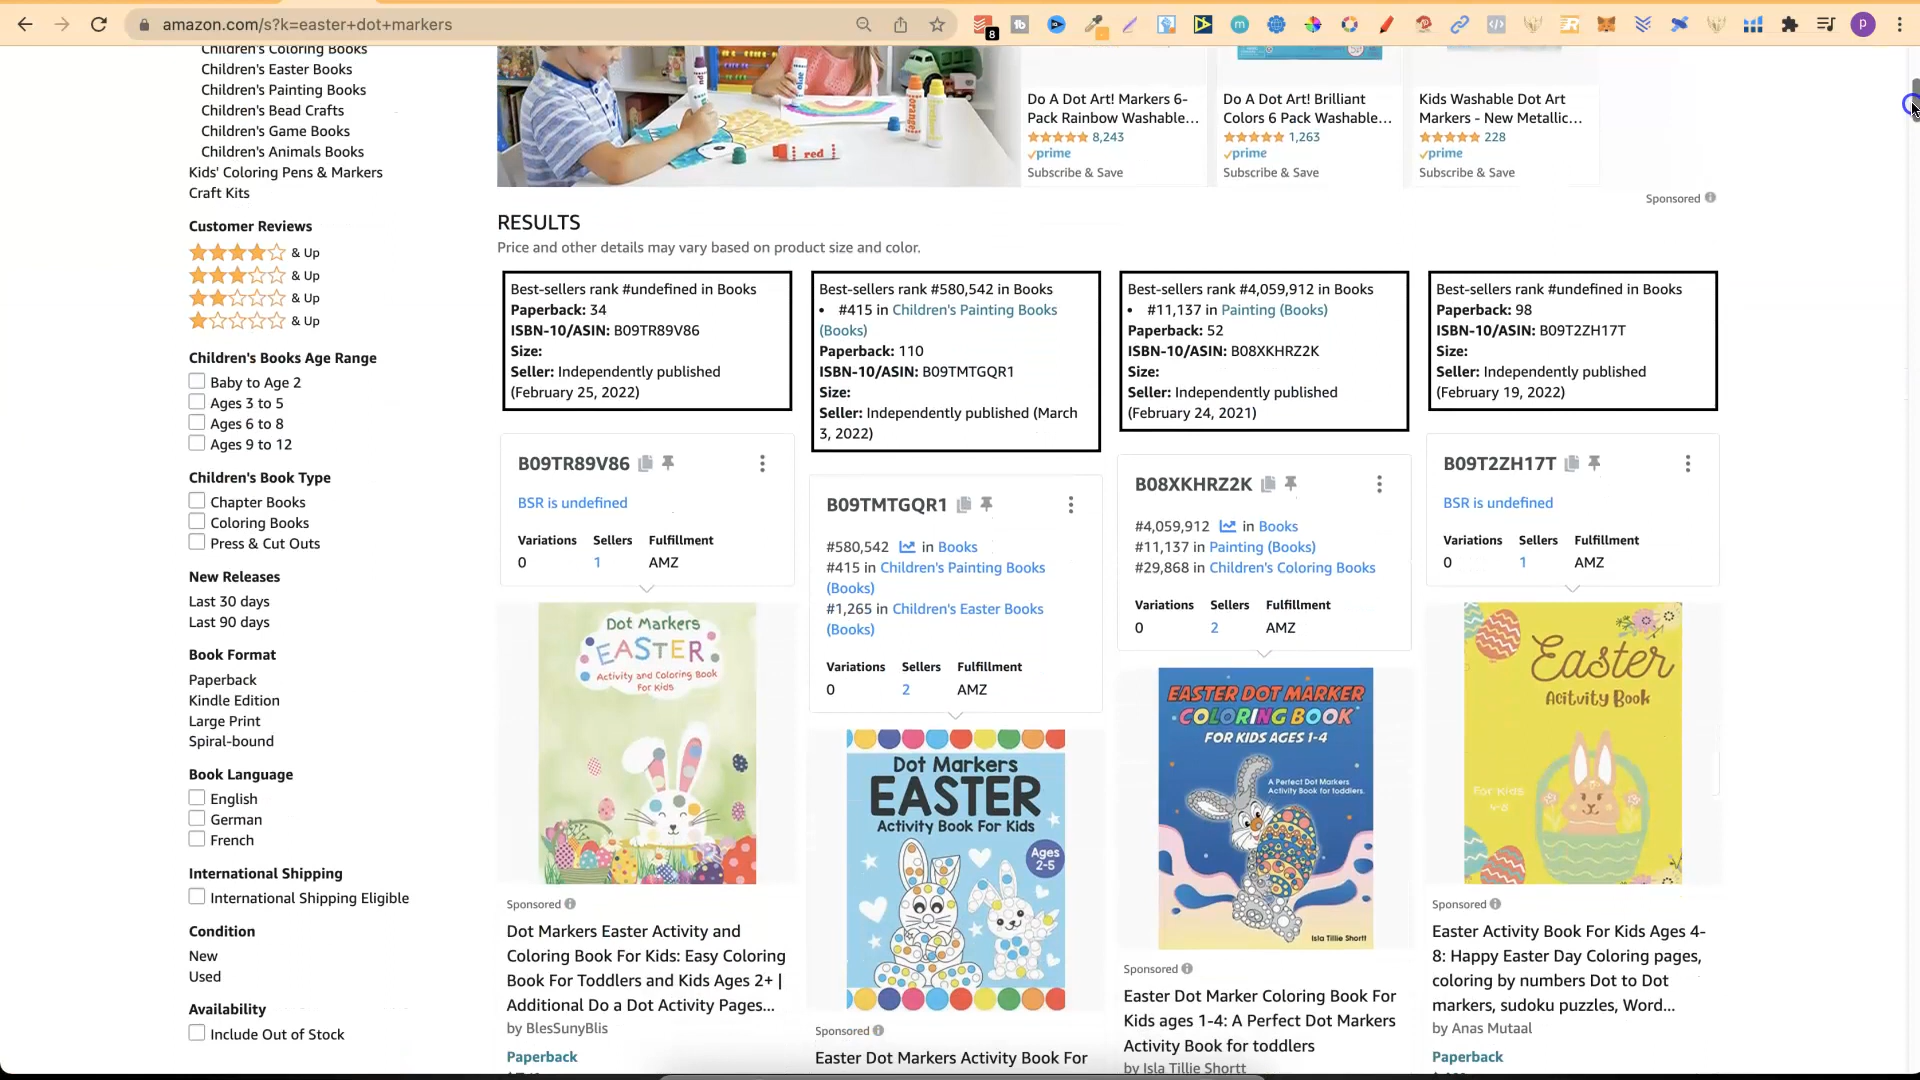 amazon.com/s?k=easter+dot+markers
8
P
Children's Coloring Books
Children's Easter Books
Children's Painting Books
Children's Bead Crafts
Children's Game Books
Children's Animals Books
Kids' Coloring Pens & Markers
Craft Kits
Customer Reviews
& Up
& Up
& Up
& Up
Children's Books Age Range
Baby to Age 2
Ages 3 to 5
Ages 6 to 8
Ages 9 to 12
Children's Book Type
Chapter Books
Coloring Books
Press & Cut Outs
New Releases
Last 30 days
Last 90 days
Book Format
Paperback
Kindle Edition
Large Print
Spiral-bound
Book Language
English
German
French
International Shipping
International Shipping Eligible
Condition
New
Used
Availability
Include Out of Stock
red
orange
Do A Dot Art! Markers 6-
Pack Rainbow Washable...
8,243
prime
Subscribe & Save
Do A Dot Art! Brilliant
Colors 6 Pack Washable...
1,263
prime
Subscribe & Save
Kids Washable Dot Art
Markers - New Metallic...
228
prime
Subscribe & Save
Sponsored
RESULTS
Price and other details may vary based on product size and color.
Best-sellers rank #undefined in Books
Paperback: 34
ISBN-10/ASIN: B09TR89V86
Size:
Seller: Independently published
(February 25, 2022)
B09TR89V86
BSR is undefined
Variations Sellers Fulfillment
0 1 AMZ
Dot Markers
EASTER
Activity and Coloring Book
For Kids
Sponsored
Dot Markers Easter Activity and
Coloring Book For Kids: Easy Coloring
Book For Toddlers and Kids Ages 2+ |
Additional Do a Dot Activity Pages...
by BlesSunyBlis
Paperback
Best-sellers rank #580,542 in Books
• #415 in Children's Painting Books
(Books)
Paperback: 110
ISBN-10/ASIN: B09TMTGQR1
Size:
Seller: Independently published (March
3, 2022)
B09TMTGQR1
#580,542 in Books
#415 in Children's Painting Books
(Books)
#1,265 in Children's Easter Books
(Books)
Variations Sellers Fulfillment
0 2 AMZ
Dot Markers
EASTER
Activity Book For Kids
Ages
2-5
Sponsored
Easter Dot Markers Activity Book For
Best-sellers rank #4,059,912 in Books
• #11,137 in Painting (Books)
Paperback: 52
ISBN-10/ASIN: B08XKHRZ2K
Size:
Seller: Independently published
(February 24, 2021)
B08XKHRZ2K
#4,059,912 in Books
#11,137 in Painting (Books)
#29,868 in Children's Coloring Books
Variations Sellers Fulfillment
0 2 AMZ
EASTER DOT MARKER
COLORING BOOK
FOR KIDS AGES 1-4
A Perfect Dot Markers
Activity Book for toddlers.
Isla Tillie Shortt
Sponsored
Easter Dot Marker Coloring Book For
Kids ages 1-4: A Perfect Dot Markers
Activity Book for toddlers
by Isla Tillie Shortt
Best-sellers rank #undefined in Books
Paperback: 98
ISBN-10/ASIN: B09T2ZH17T
Size:
Seller: Independently published
(February 19, 2022)
B09T2ZH17T
BSR is undefined
Variations Sellers Fulfillment
0 1 AMZ
Easter
Acitvity Book
For Kids
4-8
Sponsored
Easter Activity Book For Kids Ages 4-
8: Happy Easter Day Coloring pages,
coloring by numbers Dot to Dot
markers, sudoku puzzles, Word...
by Anas Mutaal
Paperback